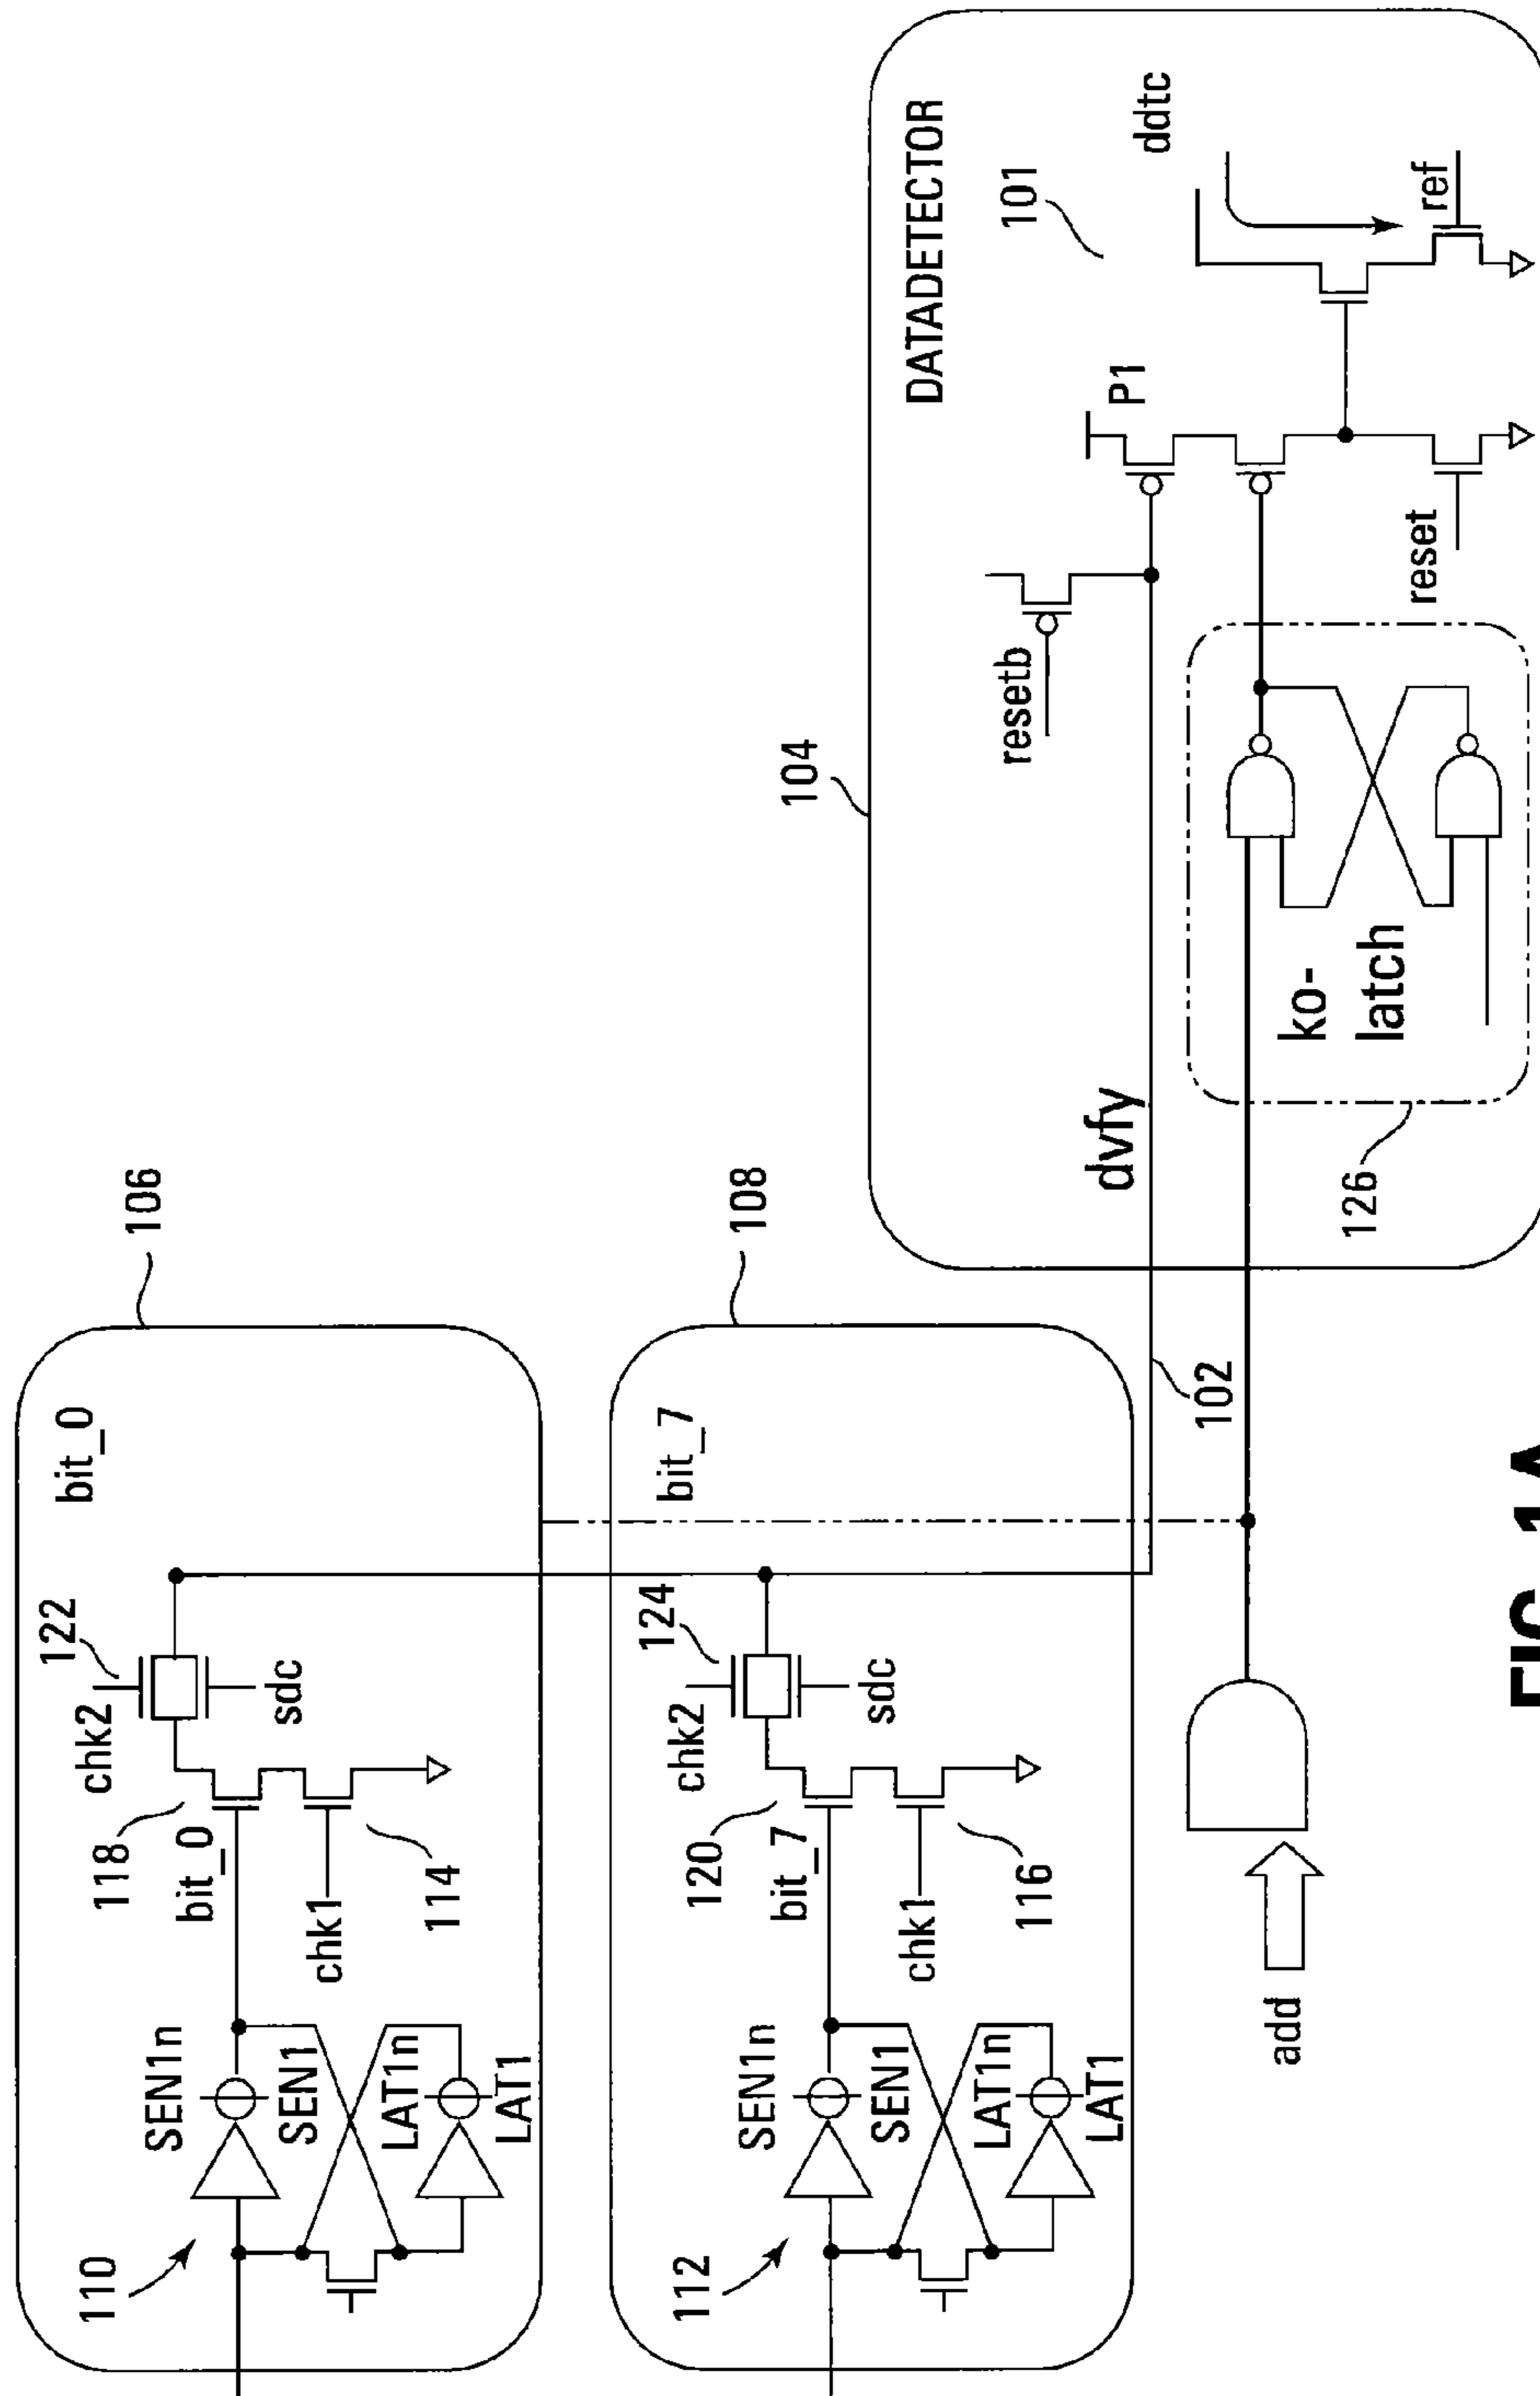 106
bit_0
122
chk2
sdc
118
bit_0
chk1
114
110
SEN1n
SEN1
LAT1n
LAT1
108
bit_7
124
chk2
sdc
120
bit_7
chk1
116
112
SEN1n
SEN1
LAT1n
LAT1
add
102
104
DATADETECTOR
101
ddtc
ref
P1
resetb
reset
dvfy
ko-
latch
126
FIG. 1A